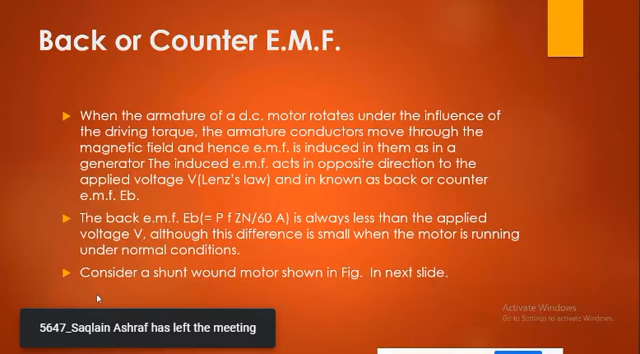 Back or Counter E.M.F.
When the armature of a d.c. motor rotates under the influence of
the driving torque, the armature conductors move through the
magnetic field and hence e.m.f. is induced in them as in a
generator The induced e.m.f. acts in opposite direction to the
applied voltage V(Lenz's law) and in known as back or counter
e.m.f. Eb.
The back e.m.f. Eb(= P f ZN/60 A) is always less than the applied
voltage V, although this difference is small when the motor is running
under normal conditions.
Consider a shunt wound motor shown in Fig. In next slide.
Activate Windows
Go to Settings to activate Windows.
5647_Saqlain Ashraf has left the meeting